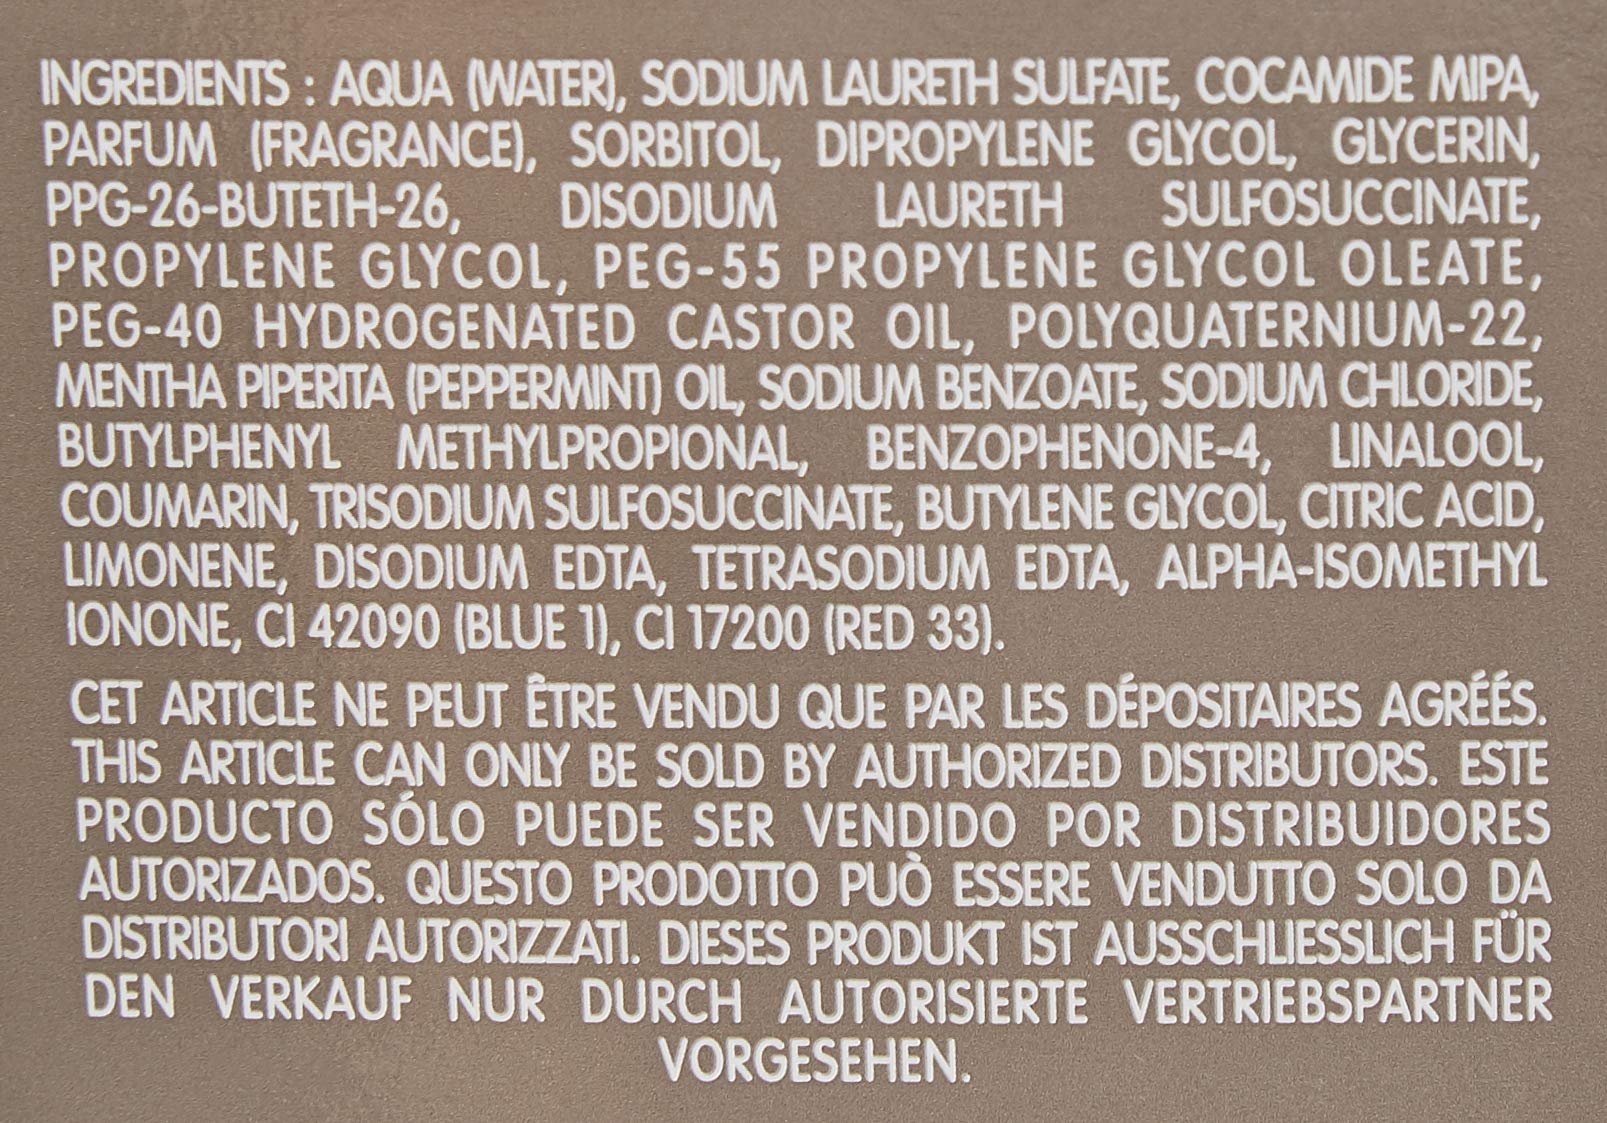 INGREDIENTS : AQUA (WATER), SODIUM LAURETH SULFATE, COCAMIDE MIPA,
PARFUM (FRAGRANCE), SORBITOL, DIPROPYLENE GLYCOL, GLYCERIN,
PPG-26-BUTETH-26, DISODIUM LAURETH SULFOSUCCINATE,
PROPYLENE GLYCOL, PEG-55 PROPYLENE GLYCOL OLEATE,
PEG-40 HYDROGENATED CASTOR OIL, POLYQUATERNIUM-22,
MENTHA PIPERITA (PEPPERMINT) OIL, SODIUM BENZOATE, SODIUM CHLORIDE,
BUTYLPHENYL METHYLPROPIONAL, BENZOPHENONE-4, LINALOOL,
COUMARIN, TRISODIUM SULFOSUCCINATE, BUTYLENE GLYCOL, CITRIC ACID,
LIMONENE, DISODIUM EDTA, TETRASODIUM EDTA, ALPHA-ISOMETHYL
IONONE, CI 42090 (BLUE 1), CI 17200 (RED 33).
CET ARTICLE NE PEUT ÊTRE VENDU QUE PAR LES DÉPOSITAIRES AGRÉÉS.
THIS ARTICLE CAN ONLY BE SOLD BY AUTHORIZED DISTRIBUTORS. ESTE
PRODUCTO SÓLO PUEDE SER VENDIDO POR DISTRIBUIDORES
AUTORIZADOS. QUESTO PRODOTTO PUÒ ESSERE VENDUTTO SOLO DA
DISTRIBUTORI AUTORIZZATI. DIESES PRODUKT IST AUSSCHLIESSLICH FÜR
DEN VERKAUF NUR DURCH AUTORISIERTE VERTRIEBSPARTNER
VORGESEHEN.